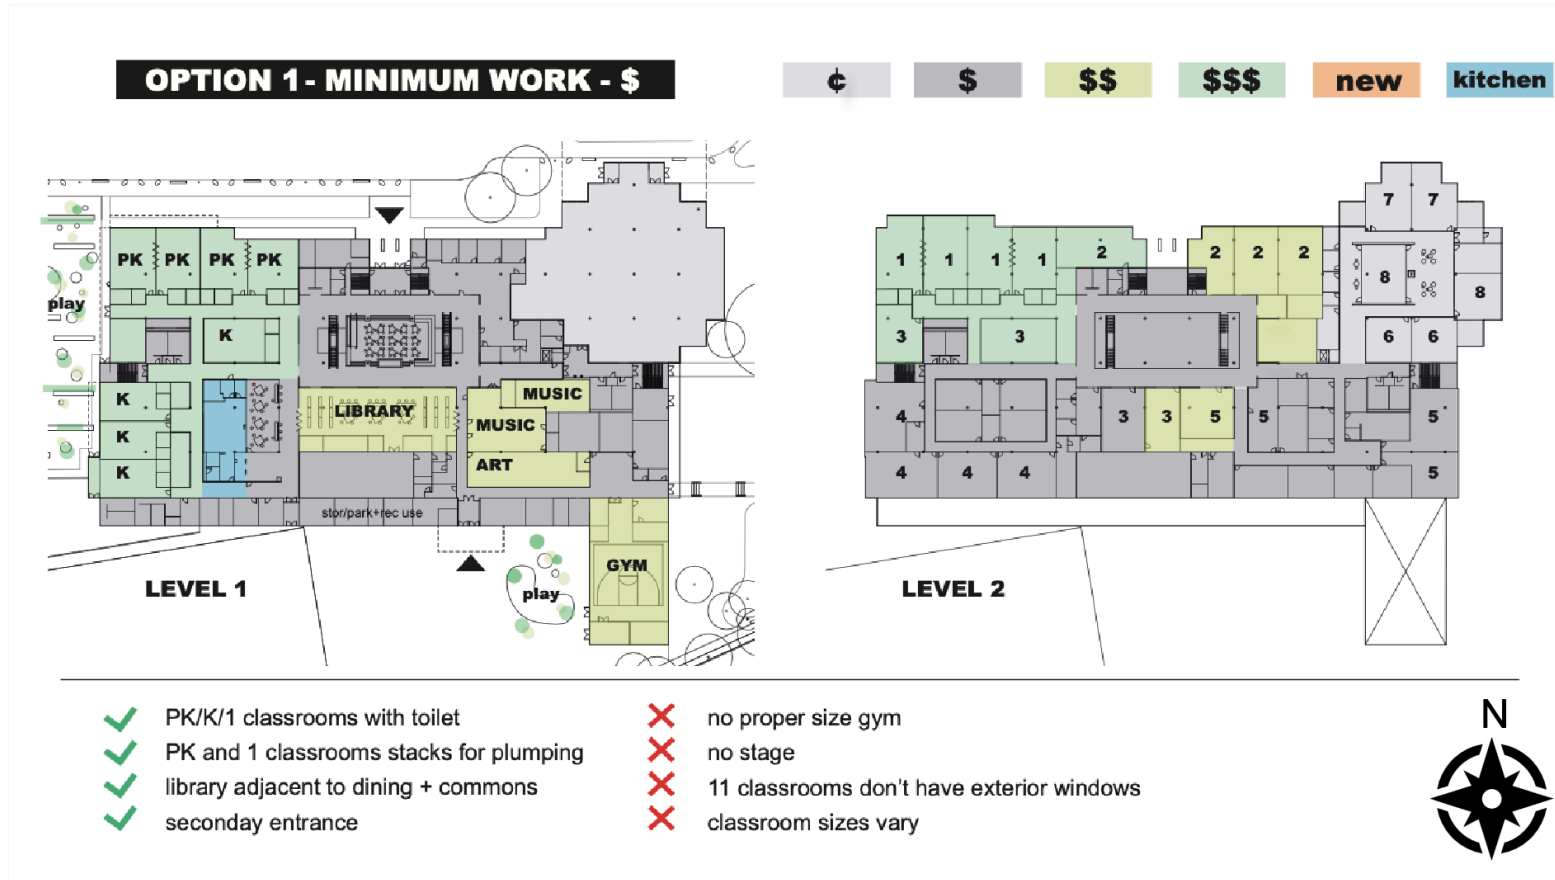 OPTION 1 - MINIMUM WORK - $
¢
$
$$
$$$
new
kitchen
PK
PK
PK
PK
play
K
K
K
K
LIBRARY
MUSIC
MUSIC
ART
stor/park+rec use
GYM
play
LEVEL 1
7
7
1
1
1
1
2
2
2
2
8
8
3
3
6
6
4
3
3
5
5
5
4
4
4
5
LEVEL 2
PK/K/1 classrooms with toilet
PK and 1 classrooms stacks for plumping
library adjacent to dining + commons
seconday entrance
no proper size gym
no stage
11 classrooms don't have exterior windows
classroom sizes vary
N